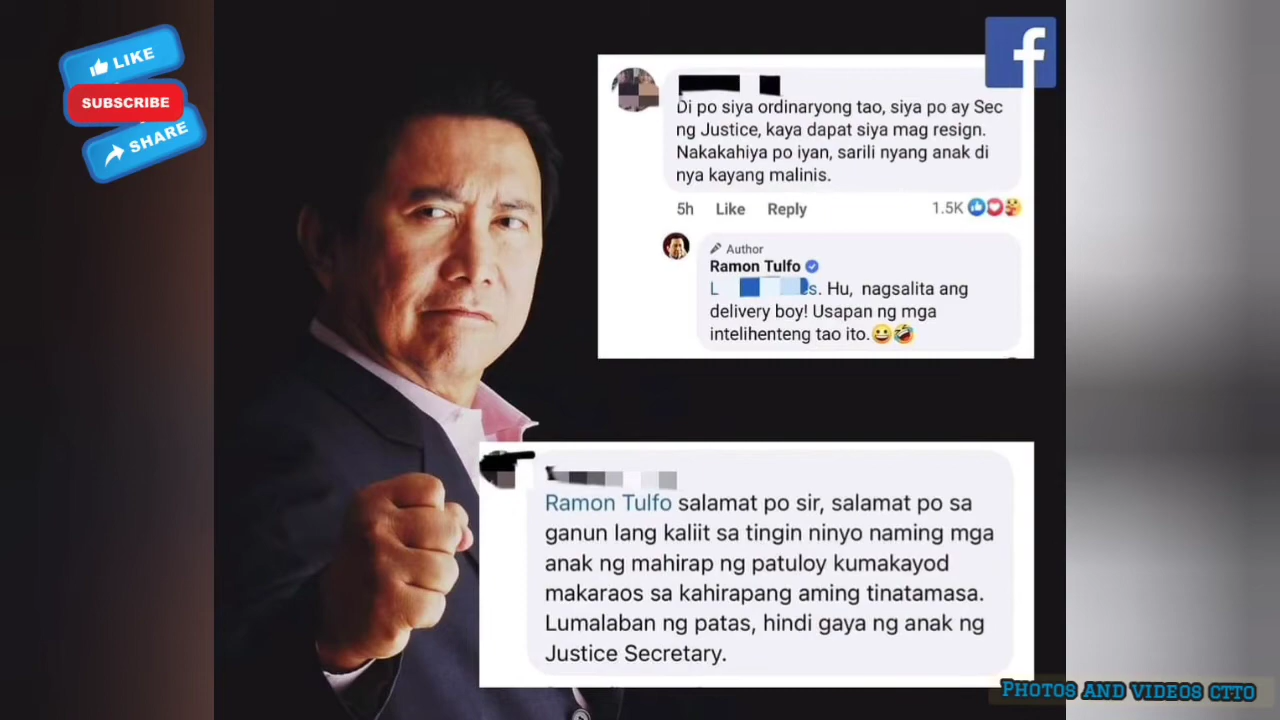 LIKE
SUBSCRIBE
SHARE
f
Di po siya ordinaryong tao, siya po ay Sec
ng Justice, kaya dapat siya mag resign.
Nakakahiya po iyan, sarili nyang anak di
nya kayang malinis.
5h Like Reply 1.5K
Author
Ramon Tulfo
L s. Hu, nagsalita ang
delivery boy! Usapan ng mga
intelihenteng tao ito.😀🤣
Ramon Tulfo salamat po sir, salamat po sa
ganun lang kaliit sa tingin ninyo naming mga
anak ng mahirap ng patuloy kumakayod
makaraos sa kahirapang aming tinatamasa.
Lumalaban ng patas, hindi gaya ng anak ng
Justice Secretary.
PHOTOS AND VIDEOS CTTO